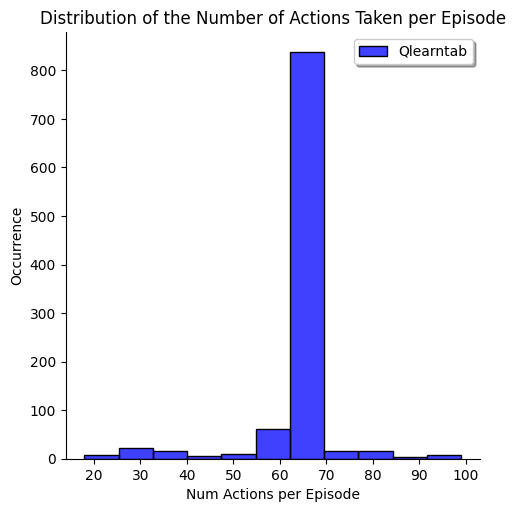 Distribution of the Number of Actions Taken per Episode
Qlearntab
Occurrence
800
700
600
500
400
300
200
100
0
20 30 40 50 60 70 80 90 100
Num Actions per Episode